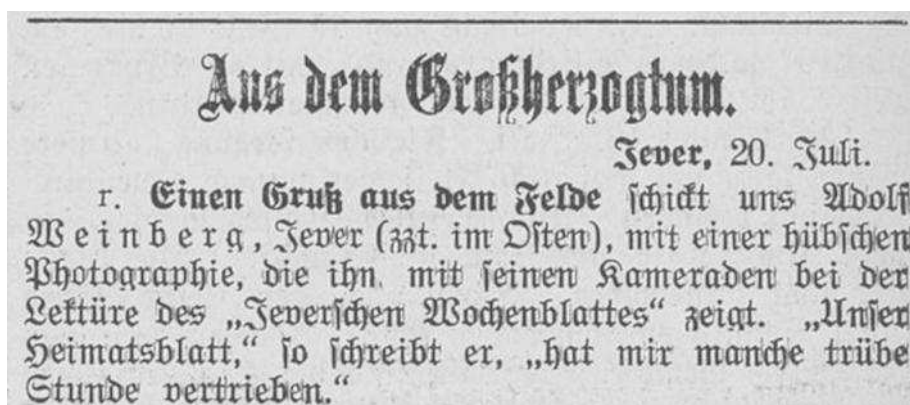 Aus dem Großherzogtum.
Jever, 20. Juli.
r. Einen Gruß aus dem Felde schickt uns Adolf
Weinberg, Jever (zzt. im Osten), mit einer hübschen
Photographie, die ihn mit seinen Kameraden bei der
Lektüre des „Jeverschen Wochenblattes“ zeigt. „Unser
Heimatsblatt,“ so schreibt er, „hat mir manche trübe
Stunde vertrieben.“